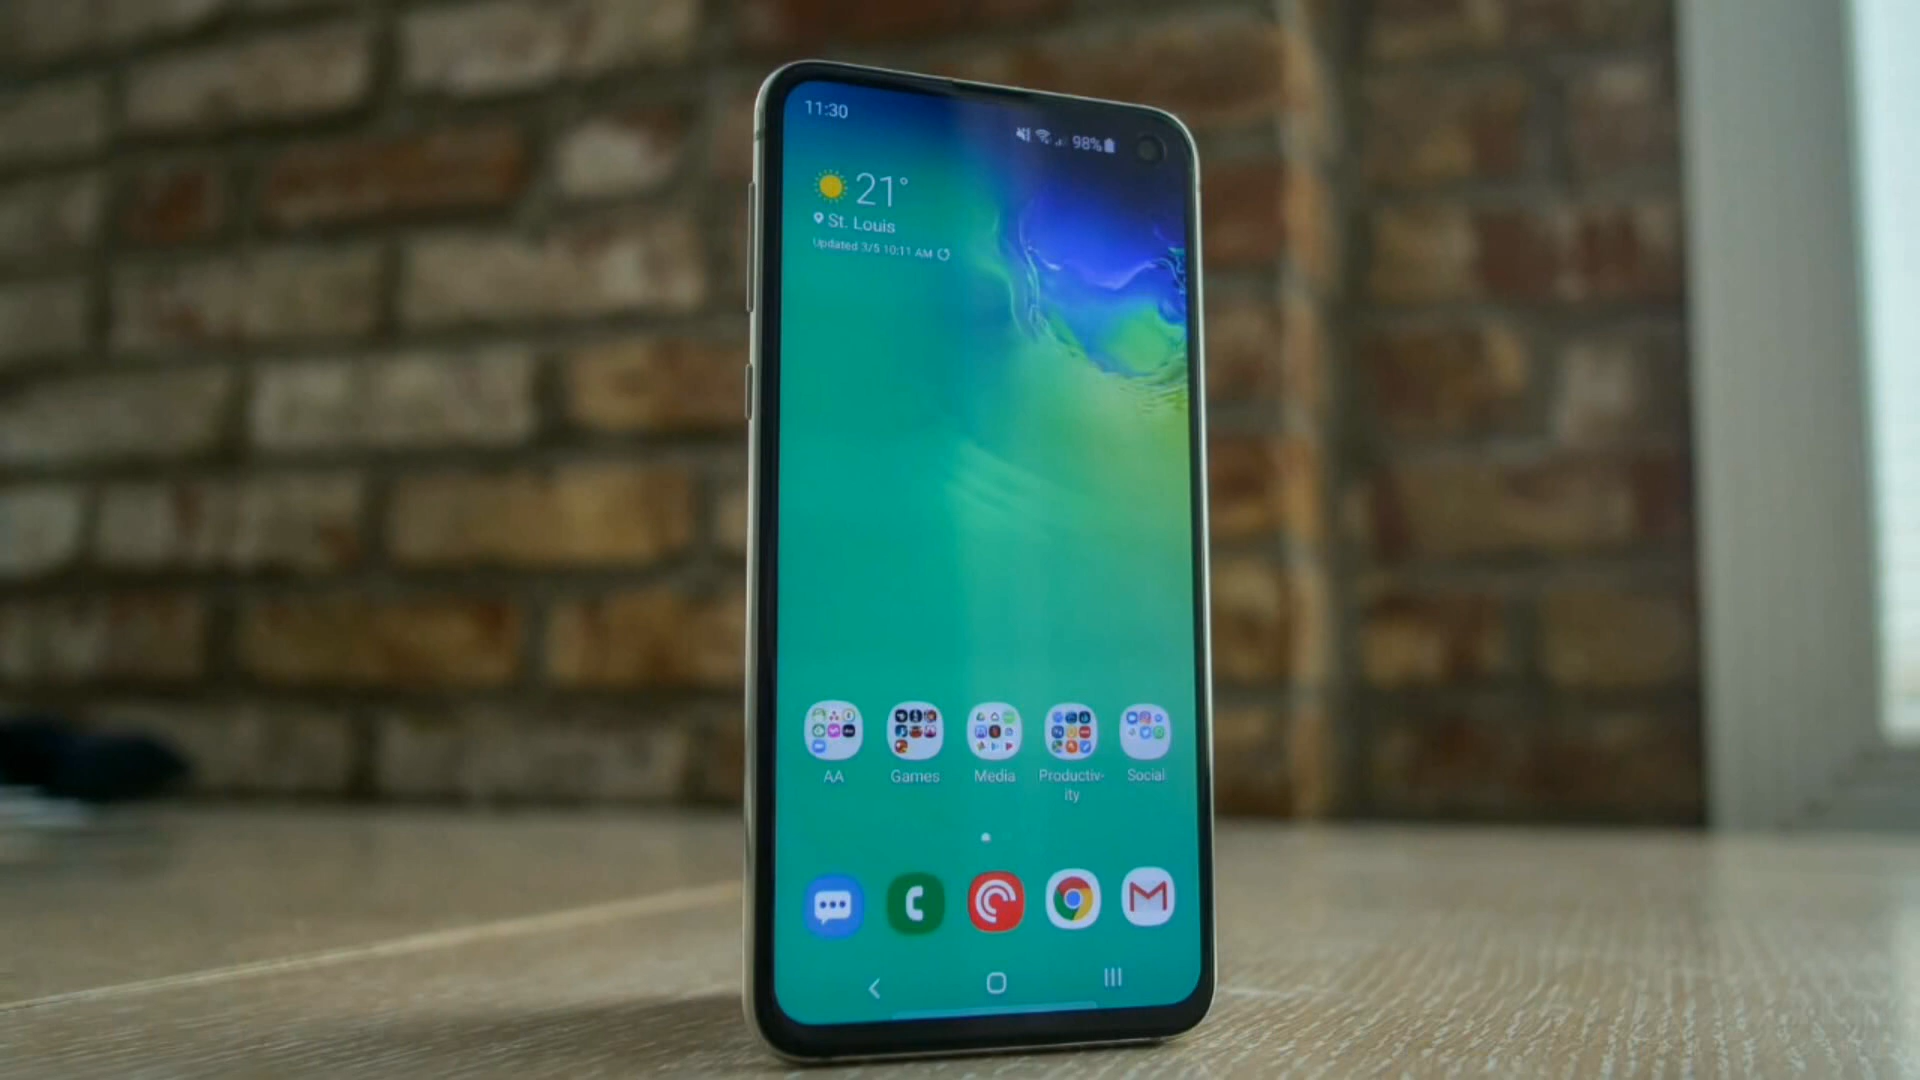 11:30
98%
21°
St. Louis
Updated 3/5 10:11 AM
AA
Games
Media
Productiv-
ity
Social